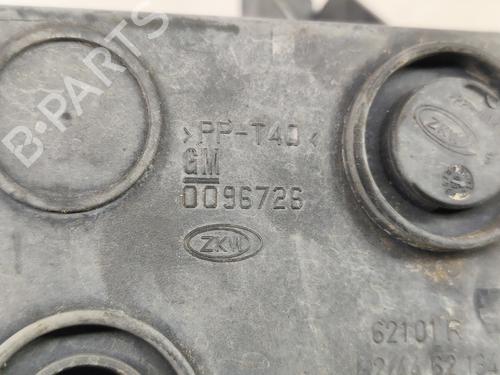 >PP-T40<
GM
0096726
ZKW
ZKW
62101R
B-PARTS